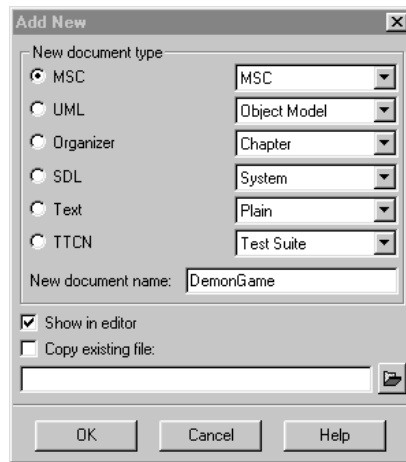 Add New
New document type
MSC MSC
UML Object Model
Organizer Chapter
SDL System
Text Plain
TTCN Test Suite
New document name: DemonGame
Show in editor
Copy existing file:
OK Cancel Help